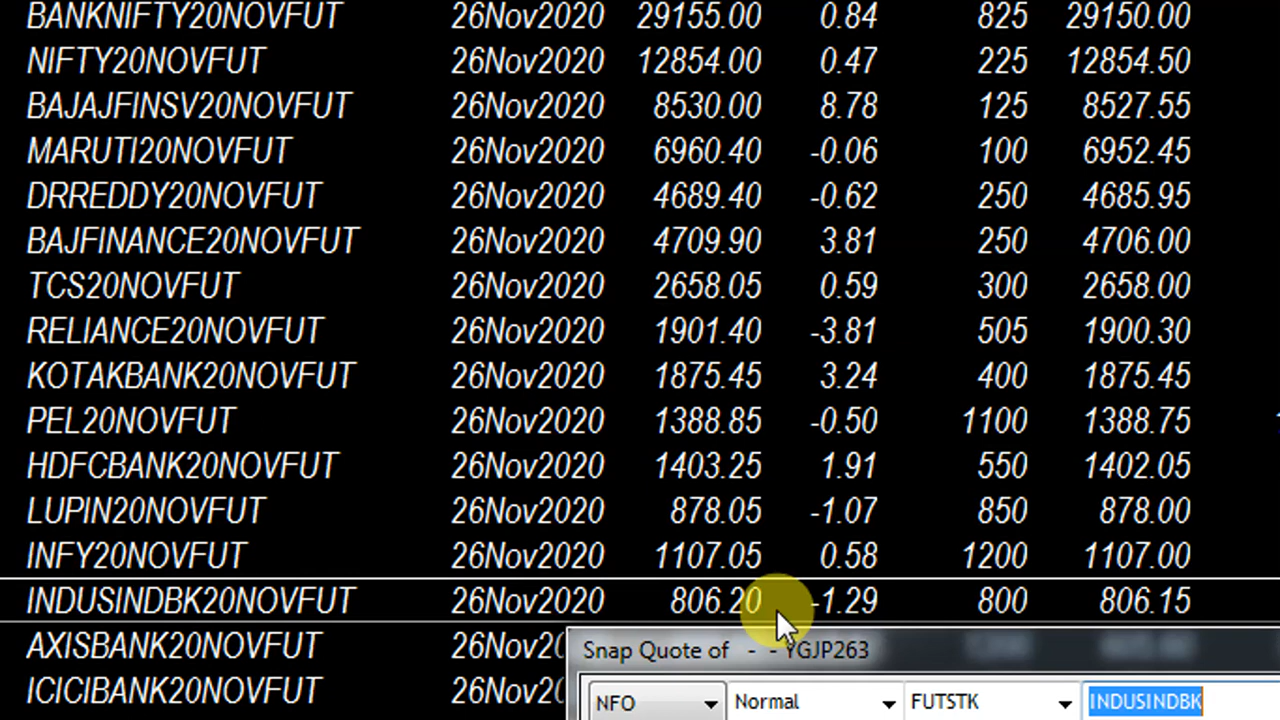 BANKNIFTY20NOVFUT 26Nov2020 29155.00 0.84 825 29150.00
NIFTY20NOVFUT 26Nov2020 12854.00 0.47 225 12854.50
BAJAJFINSV20NOVFUT 26Nov2020 8530.00 8.78 125 8527.55
MARUTI20NOVFUT 26Nov2020 6960.40 -0.06 100 6952.45
DRREDDY20NOVFUT 26Nov2020 4689.40 -0.62 250 4685.95
BAJFINANCE20NOVFUT 26Nov2020 4709.90 3.81 250 4706.00
TCS20NOVFUT 26Nov2020 2658.05 0.59 300 2658.00
RELIANCE20NOVFUT 26Nov2020 1901.40 -3.81 505 1900.30
KOTAKBANK20NOVFUT 26Nov2020 1875.45 3.24 400 1875.45
PEL20NOVFUT 26Nov2020 1388.85 -0.50 1100 1388.75
HDFCBANK20NOVFUT 26Nov2020 1403.25 1.91 550 1402.05
LUPIN20NOVFUT 26Nov2020 878.05 -1.07 850 878.00
INFY20NOVFUT 26Nov2020 1107.05 0.58 1200 1107.00
INDUSINDBK20NOVFUT 26Nov2020 806.20 -1.29 800 806.15
AXISBANK20NOVFUT 26Nov20
Snap Quote of - - YGJP263
ICICIBANK20NOVFUT 26Nov20
NFO Normal FUTSTK INDUSINDBK